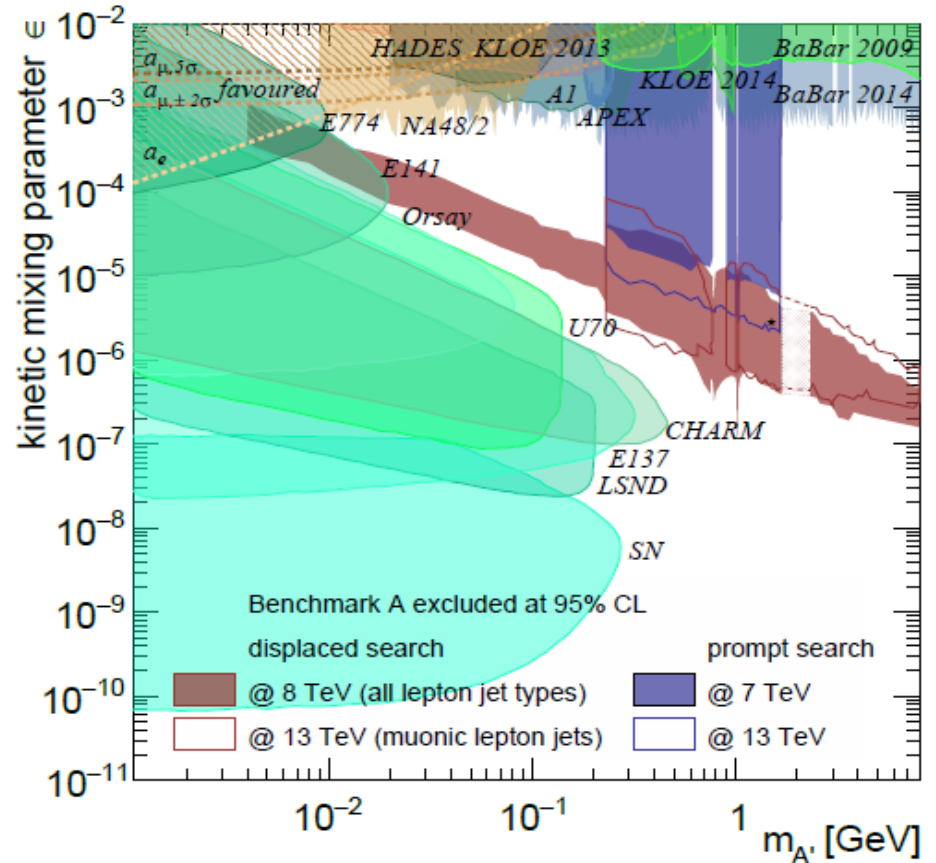 kinetic mixing parameter ϵ
10⁻²
10⁻³
10⁻⁴
10⁻⁵
10⁻⁶
10⁻⁷
10⁻⁸
10⁻⁹
10⁻¹⁰
10⁻¹¹
HADES KLOE 2013 BaBar 2009
a_μ,5σ
KLOE 2014
a_μ,±2σ favoured
A1 BaBar 2014
E774 NA48/2 APEX
a_e
E141
Orsay
U70
CHARM
E137
LSND
SN
Benchmark A excluded at 95% CL
displaced search prompt search
@ 8 TeV (all lepton jet types) @ 7 TeV
@ 13 TeV (muonic lepton jets) @ 13 TeV
10⁻² 10⁻¹ 1
m_A' [GeV]